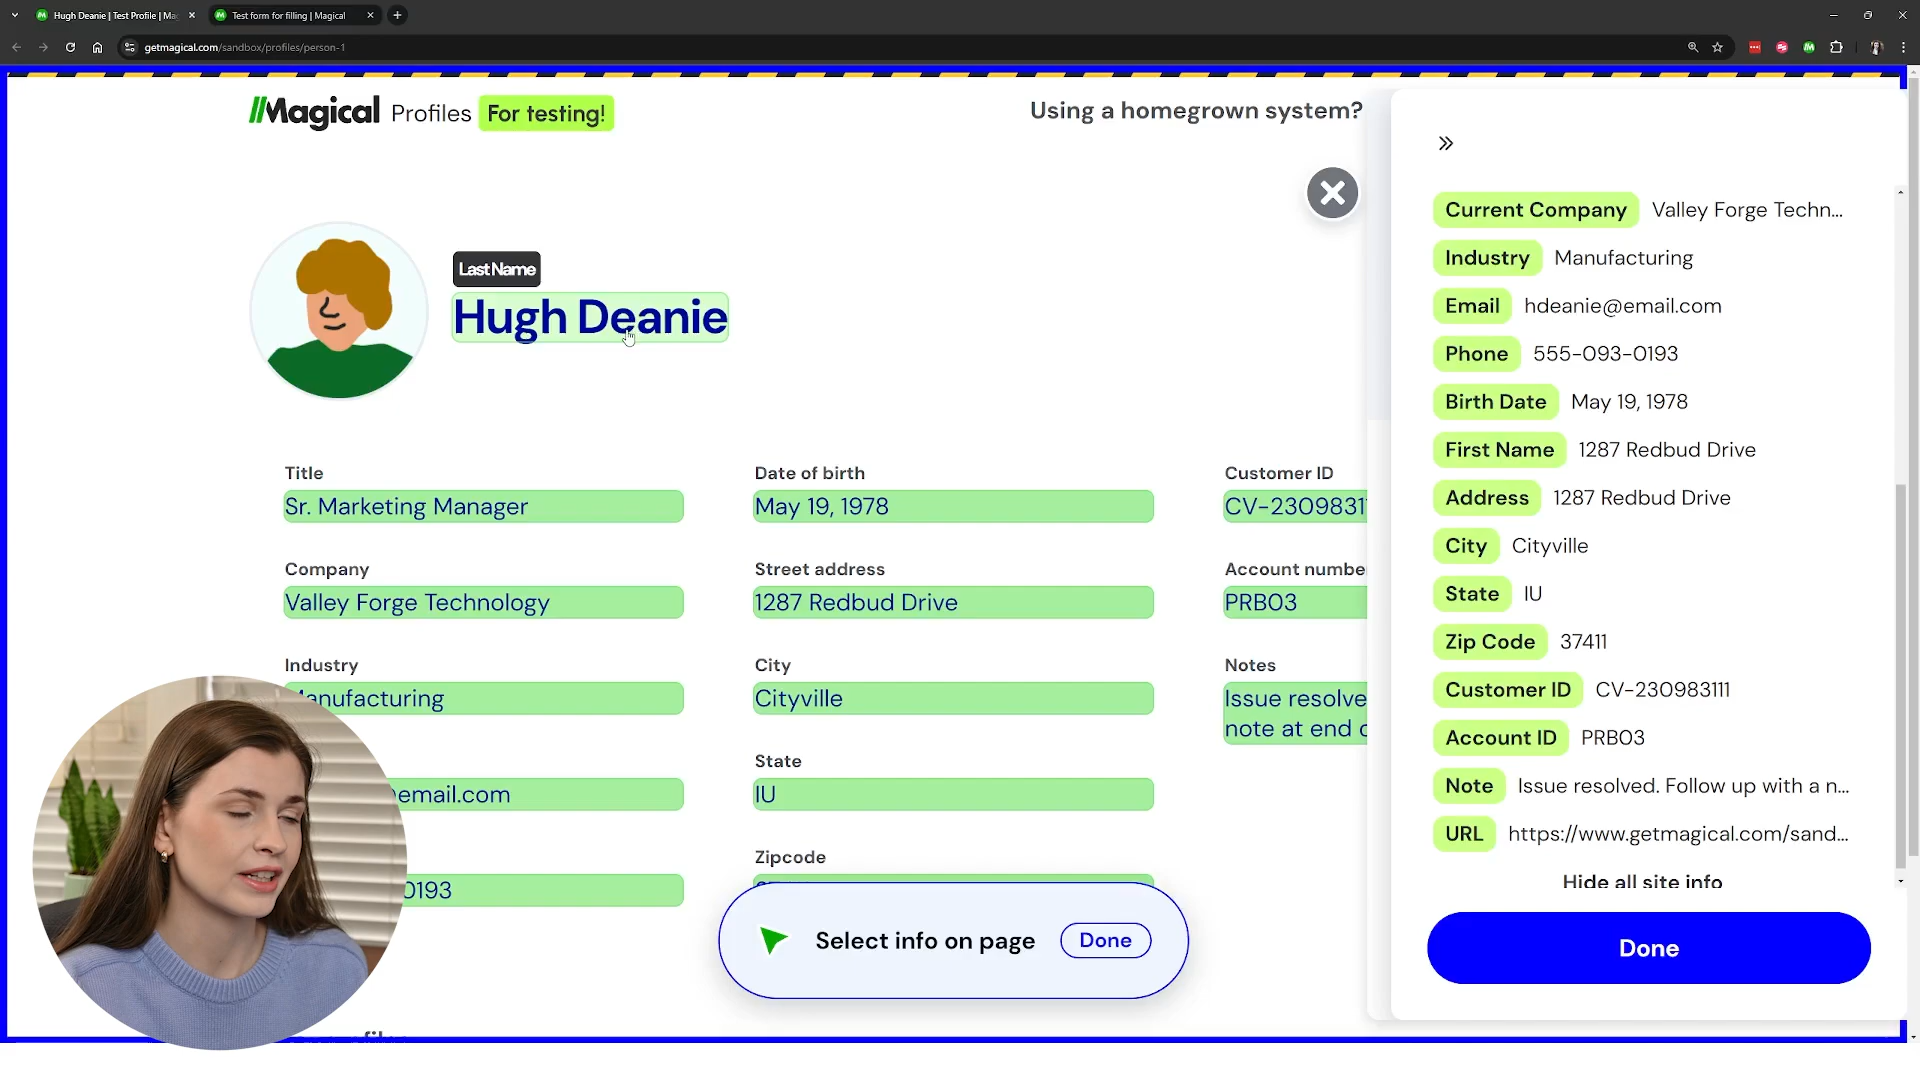 Hugh Deanie | Test Profile | Ma
Test form for filling | Magical
getmagical.com/sandbox/profiles/person-1
Magical Profiles For testing!
Using a homegrown system?
Last Name
Hugh Deanie
Title
Sr. Marketing Manager
Company
Valley Forge Technology
Industry
Manufacturing
email.com
0193
Date of birth
May 19, 1978
Street address
1287 Redbud Drive
City
Cityville
State
IU
Zipcode
Customer ID
CV-23098311
Account numbe
PRB03
Notes
Issue resolve
note at end
Select info on page Done
Current Company Valley Forge Techn...
Industry Manufacturing
Email hdeanie@email.com
Phone 555-093-0193
Birth Date May 19, 1978
First Name 1287 Redbud Drive
Address 1287 Redbud Drive
City Cityville
State IU
Zip Code 37411
Customer ID CV-230983111
Account ID PRB03
Note Issue resolved. Follow up with a n...
URL https://www.getmagical.com/sand...
Hide all site info
Done